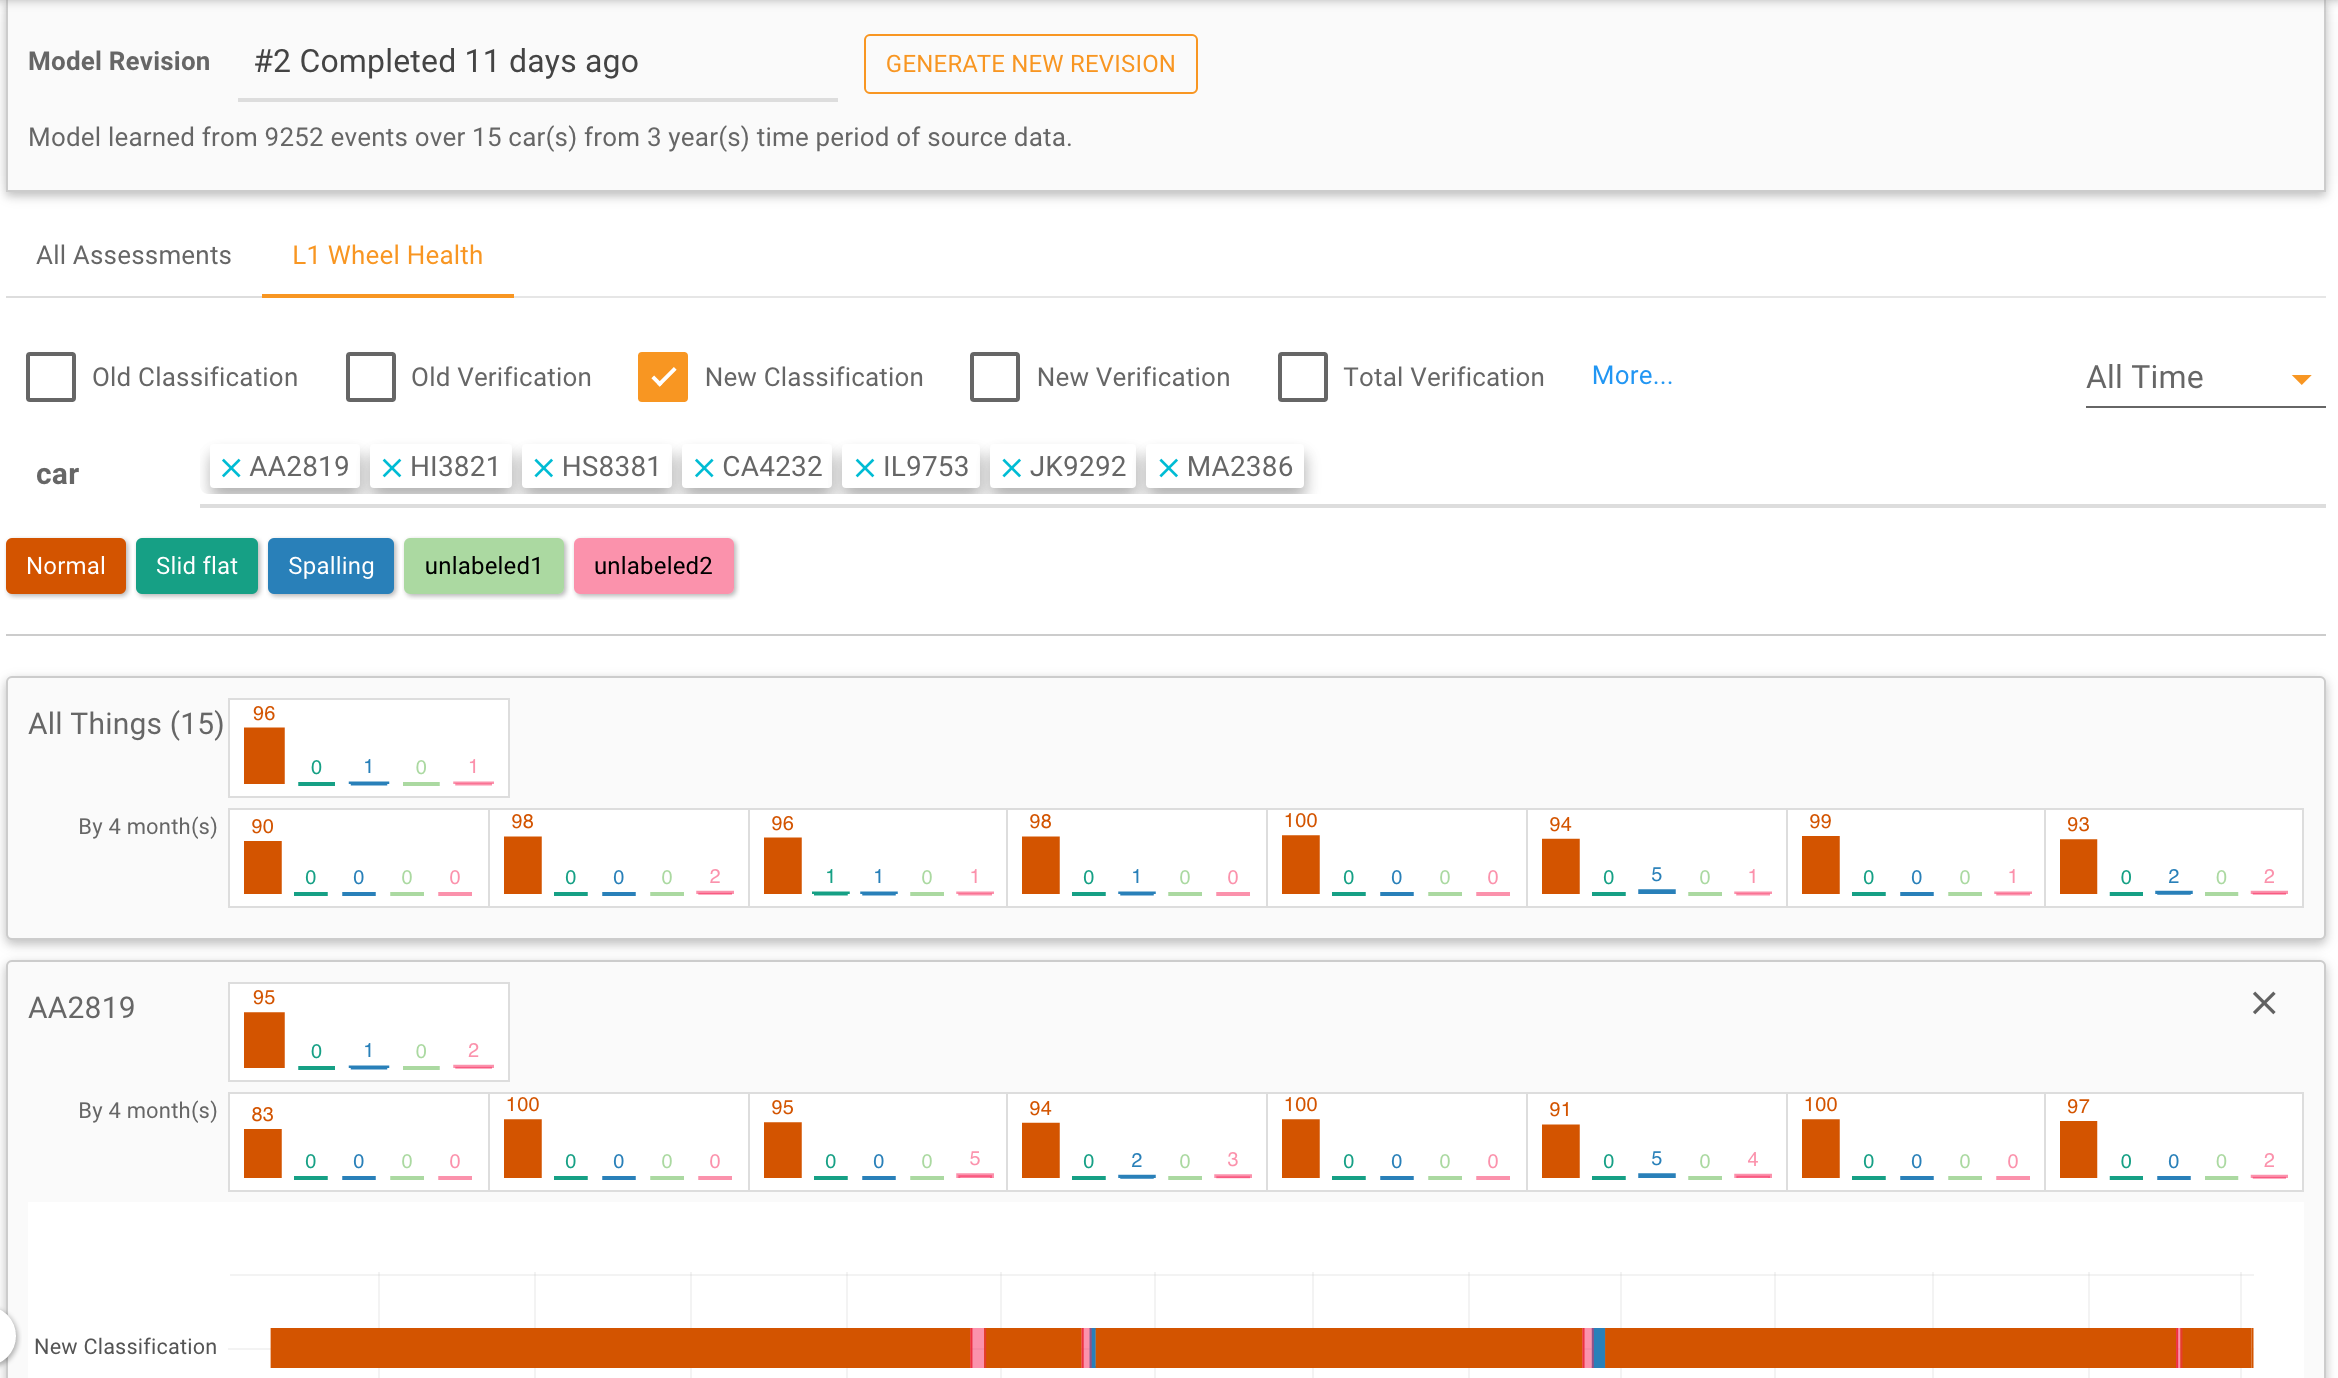 Model Revision #2 Completed 11 days ago GENERATE NEW REVISION
Model learned from 9252 events over 15 car(s) from 3 year(s) time period of source data.
All Assessments L1 Wheel Health
Old Classification Old Verification New Classification New Verification Total Verification More... All Time
car AA2819 HI3821 HS8381 CA4232 IL9753 JK9292 MA2386
Normal Slid flat Spalling unlabeled1 unlabeled2
All Things (15) 96 0 1 0 1
By 4 month(s) 90 0 0 0 0 98 0 0 0 2 96 1 1 0 1 98 0 1 0 0 100 0 0 0 0 94 0 5 0 1 99 0 0 0 1 93 0 2 0 2
AA2819 95 0 1 0 2
By 4 month(s) 83 0 0 0 0 100 0 0 0 0 95 0 0 0 5 94 0 2 0 3 100 0 0 0 0 91 0 5 0 4 100 0 0 0 0 97 0 0 0 2
New Classification